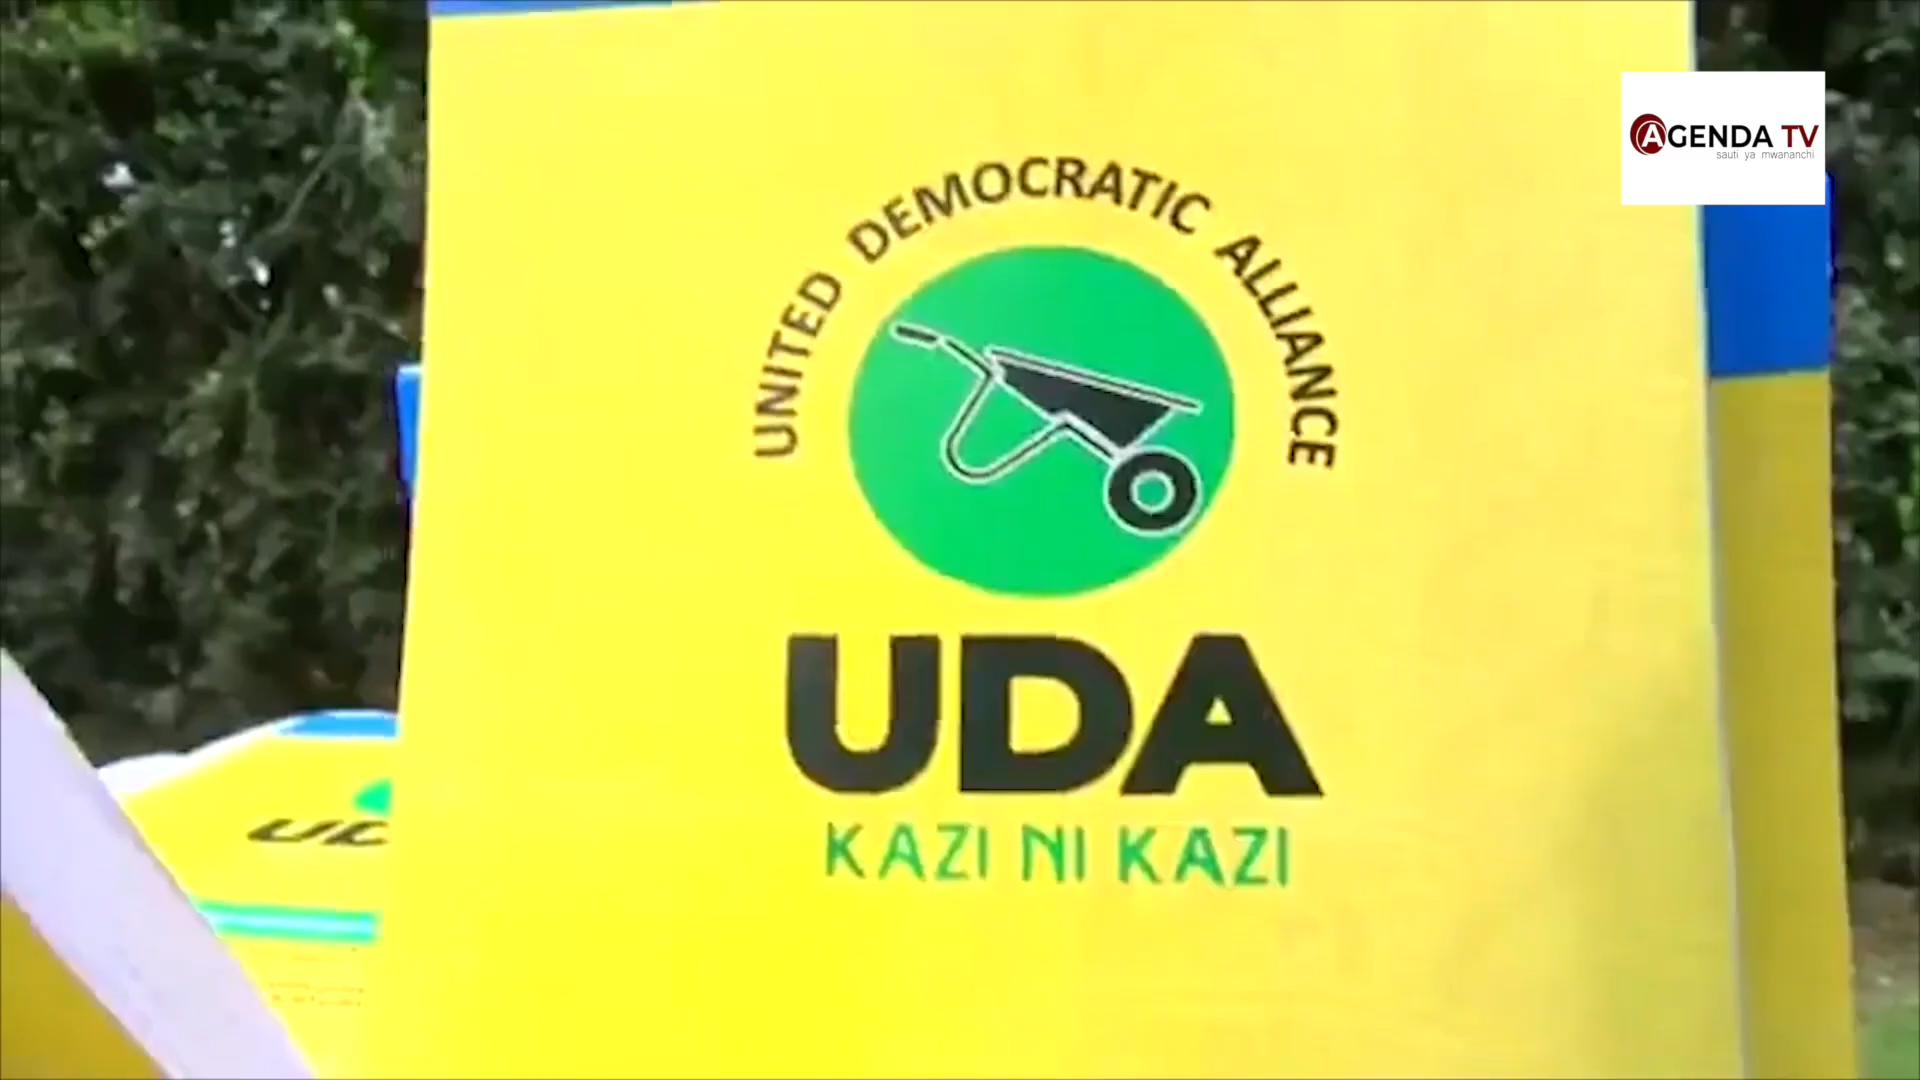 AGENDA TV
sauti ya mwananchi
UNITED DEMOCRATIC ALLIANCE
UDA
KAZI NI KAZI